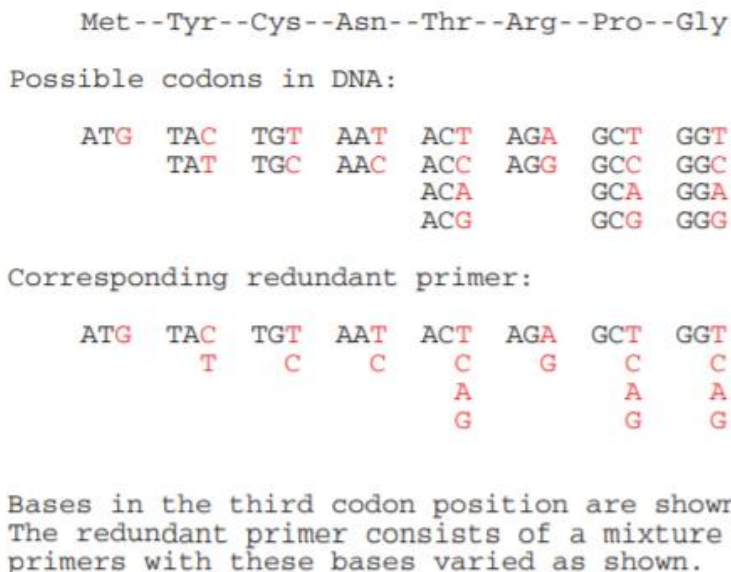 Met--Tyr--Cys--Asn--Thr--Arg--Pro--Gly
Possible codons in DNA:
ATG TAC TGT AAT ACT AGA GCT GGT
TAT TGC AAC ACC AGG GCC GGC
ACA GCA GGA
ACG GCG GGG
Corresponding redundant primer:
ATG TAC TGT AAT ACT AGA GCT GGT
T C C C G C C
A A A
G G G
Bases in the third codon position are shown
The redundant primer consists of a mixture
primers with these bases varied as shown.